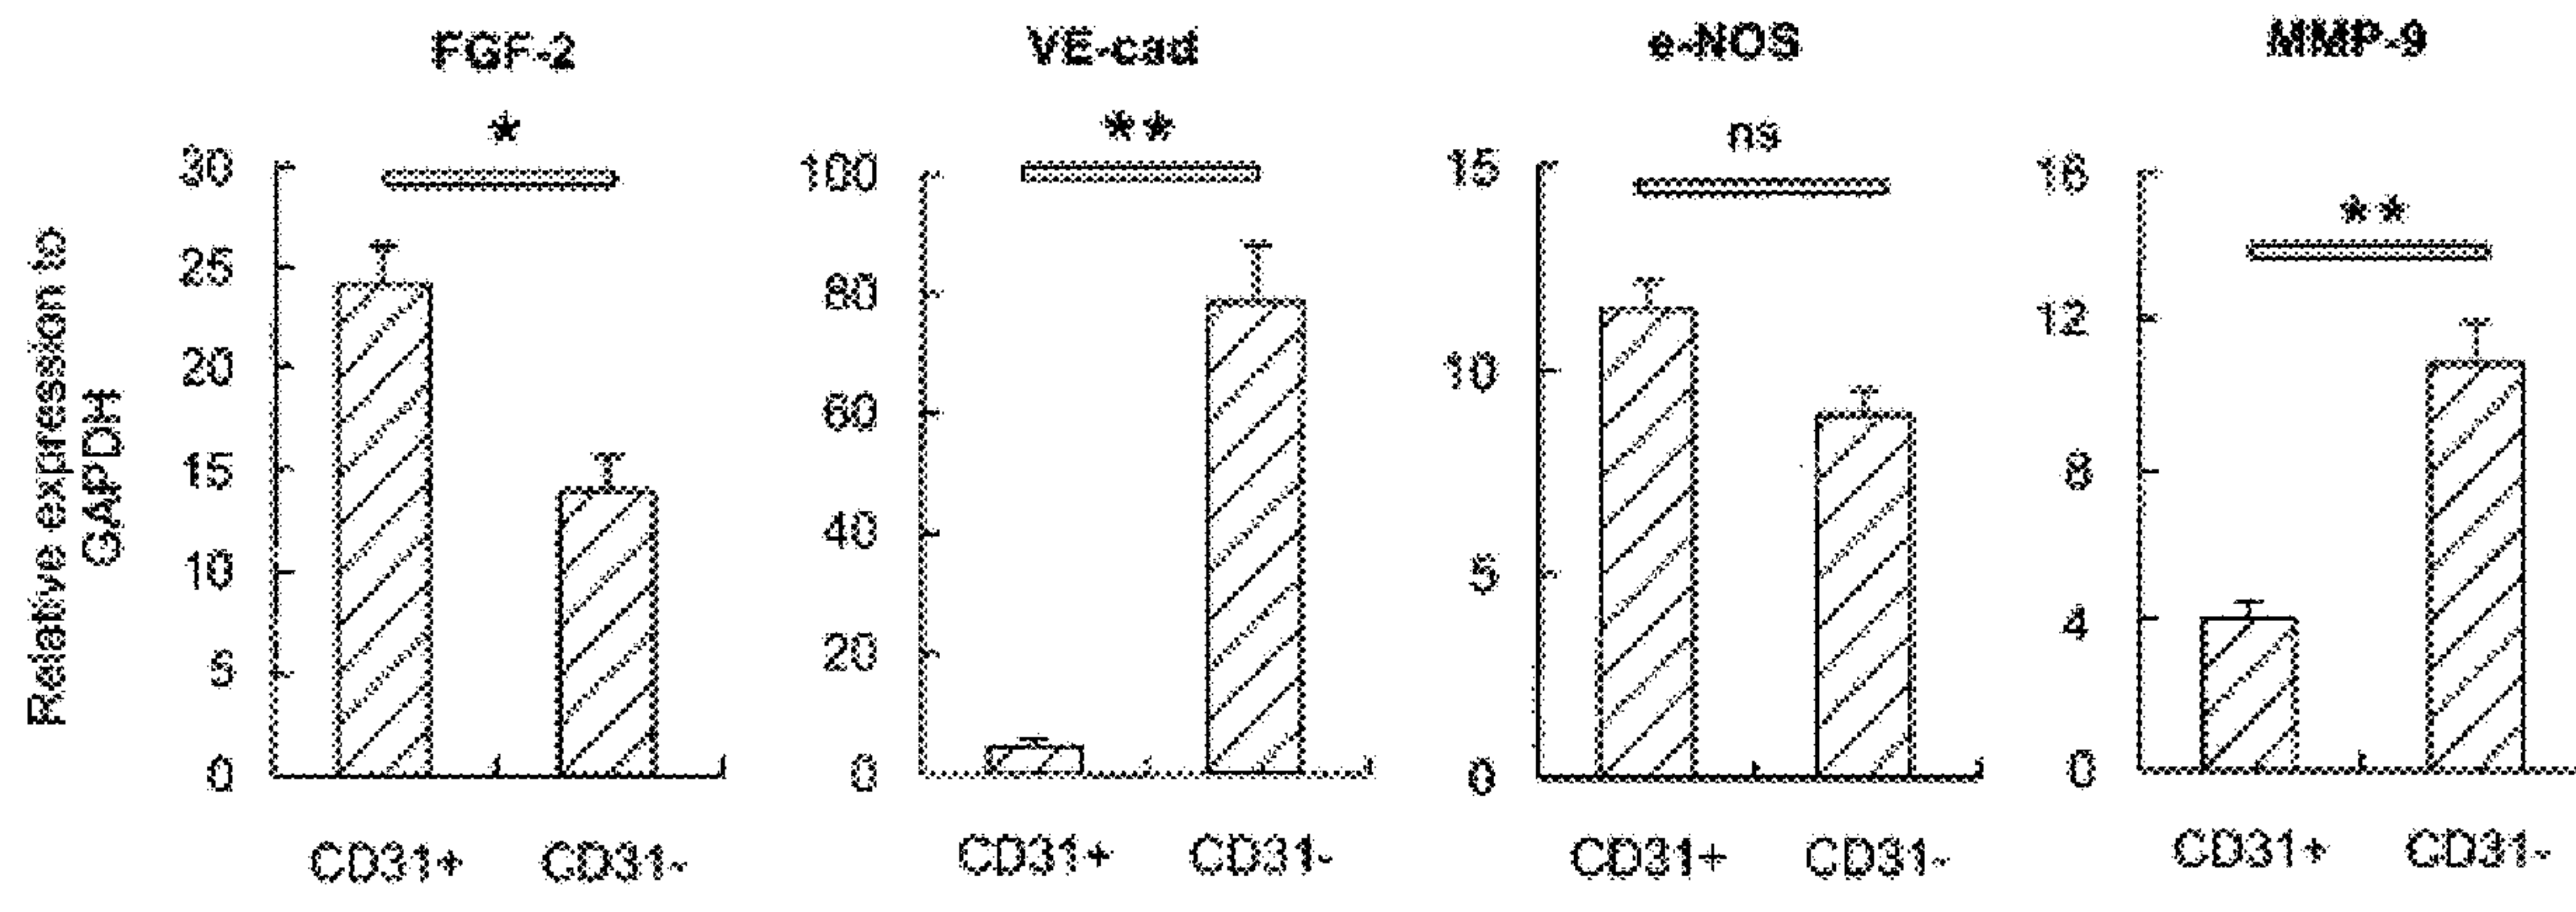 FGF-2
VE-cad
e-NOS
MMP-9
*
**
ns
**
Relative expression to
GAPDH
30
25
20
15
10
5
0
CD31+
CD31-
100
80
60
40
20
0
CD31+
CD31-
15
10
5
0
CD31+
CD31-
16
12
8
4
0
CD31+
CD31-